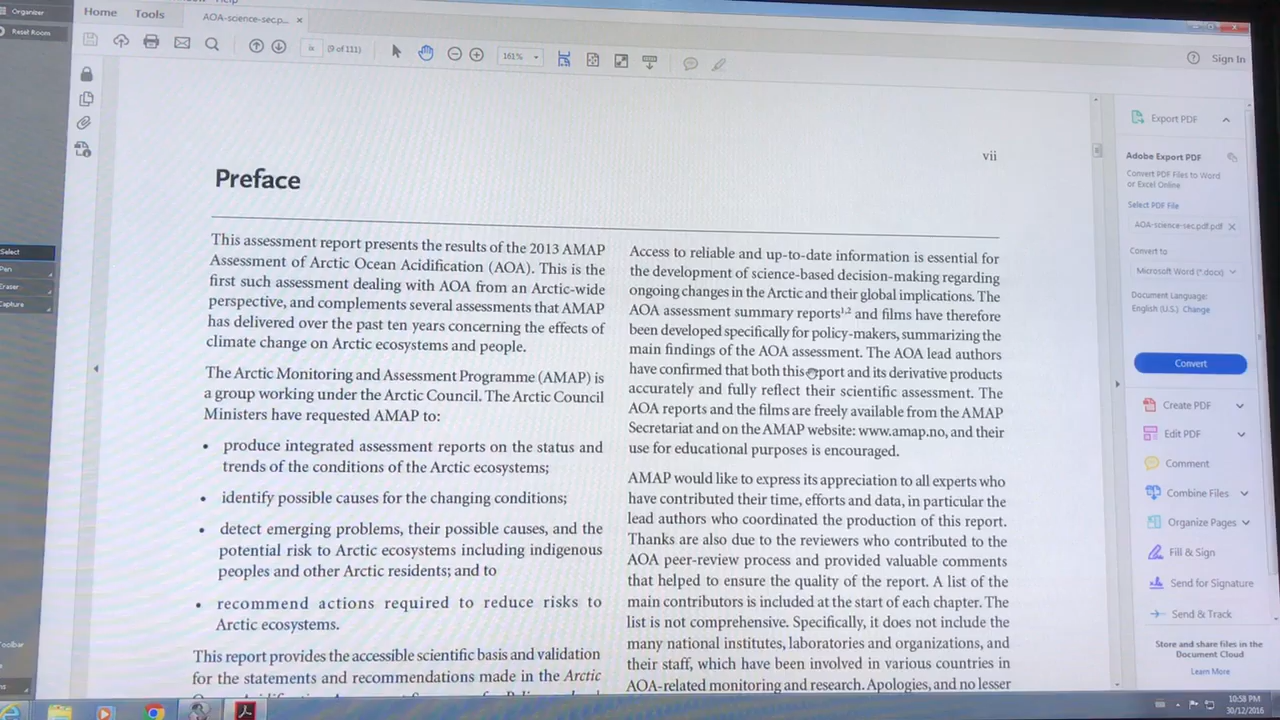 Organiser
Reset Room
Help
Home
Tools
AOA-science-sec.p...
ix
(9 of 111)
161%
Sign In
vii
Preface
This assessment report presents the results of the 2013 AMAP
Assessment of Arctic Ocean Acidification (AOA). This is the
first such assessment dealing with AOA from an Arctic-wide
perspective, and complements several assessments that AMAP
has delivered over the past ten years concerning the effects of
climate change on Arctic ecosystems and people.
The Arctic Monitoring and Assessment Programme (AMAP) is
a group working under the Arctic Council. The Arctic Council
Ministers have requested AMAP to:
• produce integrated assessment reports on the status and
trends of the conditions of the Arctic ecosystems;
• identify possible causes for the changing conditions;
• detect emerging problems, their possible causes, and the
potential risk to Arctic ecosystems including indigenous
peoples and other Arctic residents; and to
• recommend actions required to reduce risks to
Arctic ecosystems.
This report provides the accessible scientific basis and validation
for the statements and recommendations made in the Arctic
Access to reliable and up-to-date information is essential for
the development of science-based decision-making regarding
ongoing changes in the Arctic and their global implications. The
AOA assessment summary reports1,2 and films have therefore
been developed specifically for policy-makers, summarizing the
main findings of the AOA assessment. The AOA lead authors
have confirmed that both this report and its derivative products
accurately and fully reflect their scientific assessment. The
AOA reports and the films are freely available from the AMAP
Secretariat and on the AMAP website: www.amap.no, and their
use for educational purposes is encouraged.
AMAP would like to express its appreciation to all experts who
have contributed their time, efforts and data, in particular the
lead authors who coordinated the production of this report.
Thanks are also due to the reviewers who contributed to the
AOA peer-review process and provided valuable comments
that helped to ensure the quality of the report. A list of the
main contributors is included at the start of each chapter. The
list is not comprehensive. Specifically, it does not include the
many national institutes, laboratories and organizations, and
their staff, which have been involved in various countries in
AOA-related monitoring and research. Apologies, and no lesser
Export PDF
Adobe Export PDF
Convert PDF Files to Word
or Excel Online
Select PDF File
AOA-science-sec.pdf.pdf
Convert to
Microsoft Word (*.docx)
Document Language:
English (U.S.) Change
Convert
Create PDF
Edit PDF
Comment
Combine Files
Organize Pages
Fill & Sign
Send for Signature
Send & Track
Store and share files in the
Document Cloud
Learn More
Select
Pen
Eraser
Capture
Toolbar
10:58 PM
30/12/2016